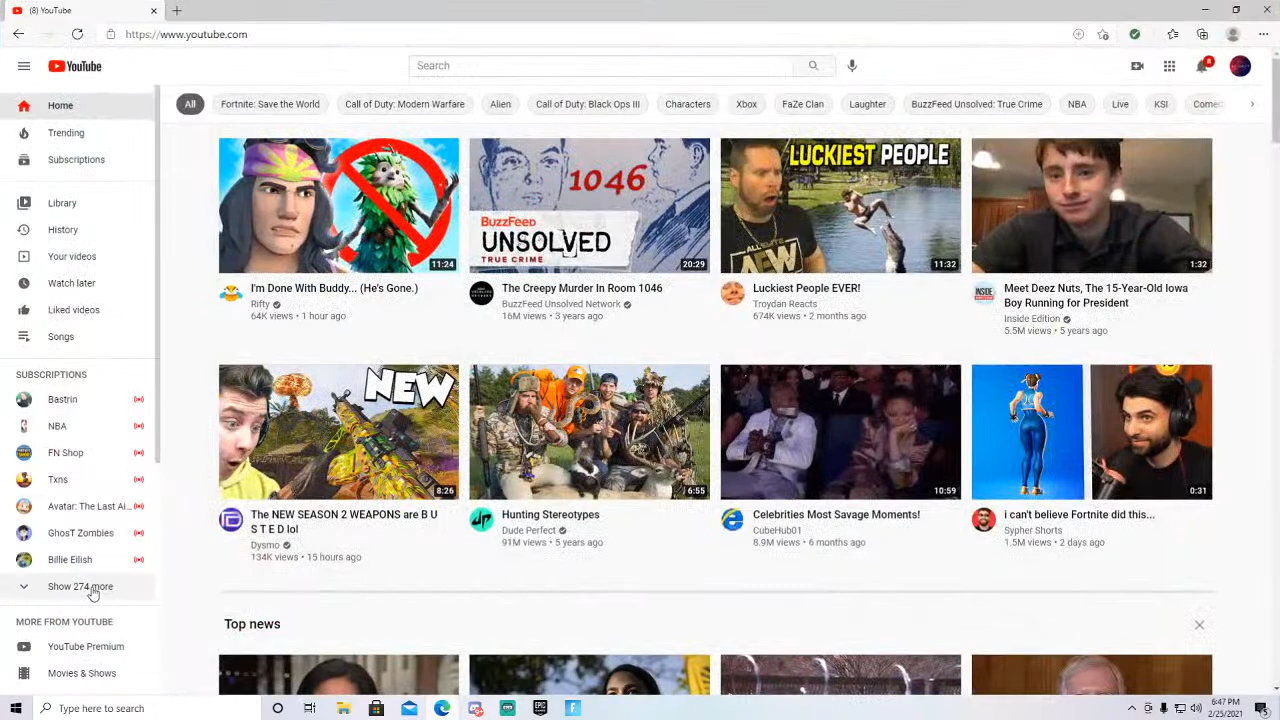 (8) YouTube
https://www.youtube.com
YouTube
Search
8
Home
Trending
Subscriptions
Library
History
Your videos
Watch later
Liked videos
Songs
SUBSCRIPTIONS
Bastrin
NBA
FN Shop
Txns
Avatar: The Last Ai...
GhosT Zombies
Billie Eilish
Show 274 more
MORE FROM YOUTUBE
YouTube Premium
Movies & Shows
All
Fortnite: Save the World
Call of Duty: Modern Warfare
Alien
Call of Duty: Black Ops III
Characters
Xbox
FaZe Clan
Laughter
BuzzFeed Unsolved: True Crime
NBA
Live
KSI
11:24
I'm Done With Buddy... (He's Gone.)
Rifty
64K views • 1 hour ago
1046
BuzzFeed
UNSOLVED
TRUE CRIME
20:29
The Creepy Murder In Room 1046
BuzzFeed Unsolved Network
16M views • 3 years ago
LUCKIEST PEOPLE
AEW
11:32
Luckiest People EVER!
Troydan Reacts
674K views • 2 months ago
1:32
INSIDE EDITION
Meet Deez Nuts, The 15-Year-Old Iowa
Boy Running for President
Inside Edition
5.5M views • 5 years ago
NEW
8:26
The NEW SEASON 2 WEAPONS are B U
S T E D lol
Dysmo
134K views • 15 hours ago
6:55
Hunting Stereotypes
Dude Perfect
91M views • 5 years ago
10:59
Celebrities Most Savage Moments!
CubeHub01
8.9M views • 6 months ago
0:31
i can't believe Fortnite did this...
Sypher Shorts
1.5M views • 2 days ago
Top news
Type here to search
EPIC
6:47 PM
2/25/2021
5